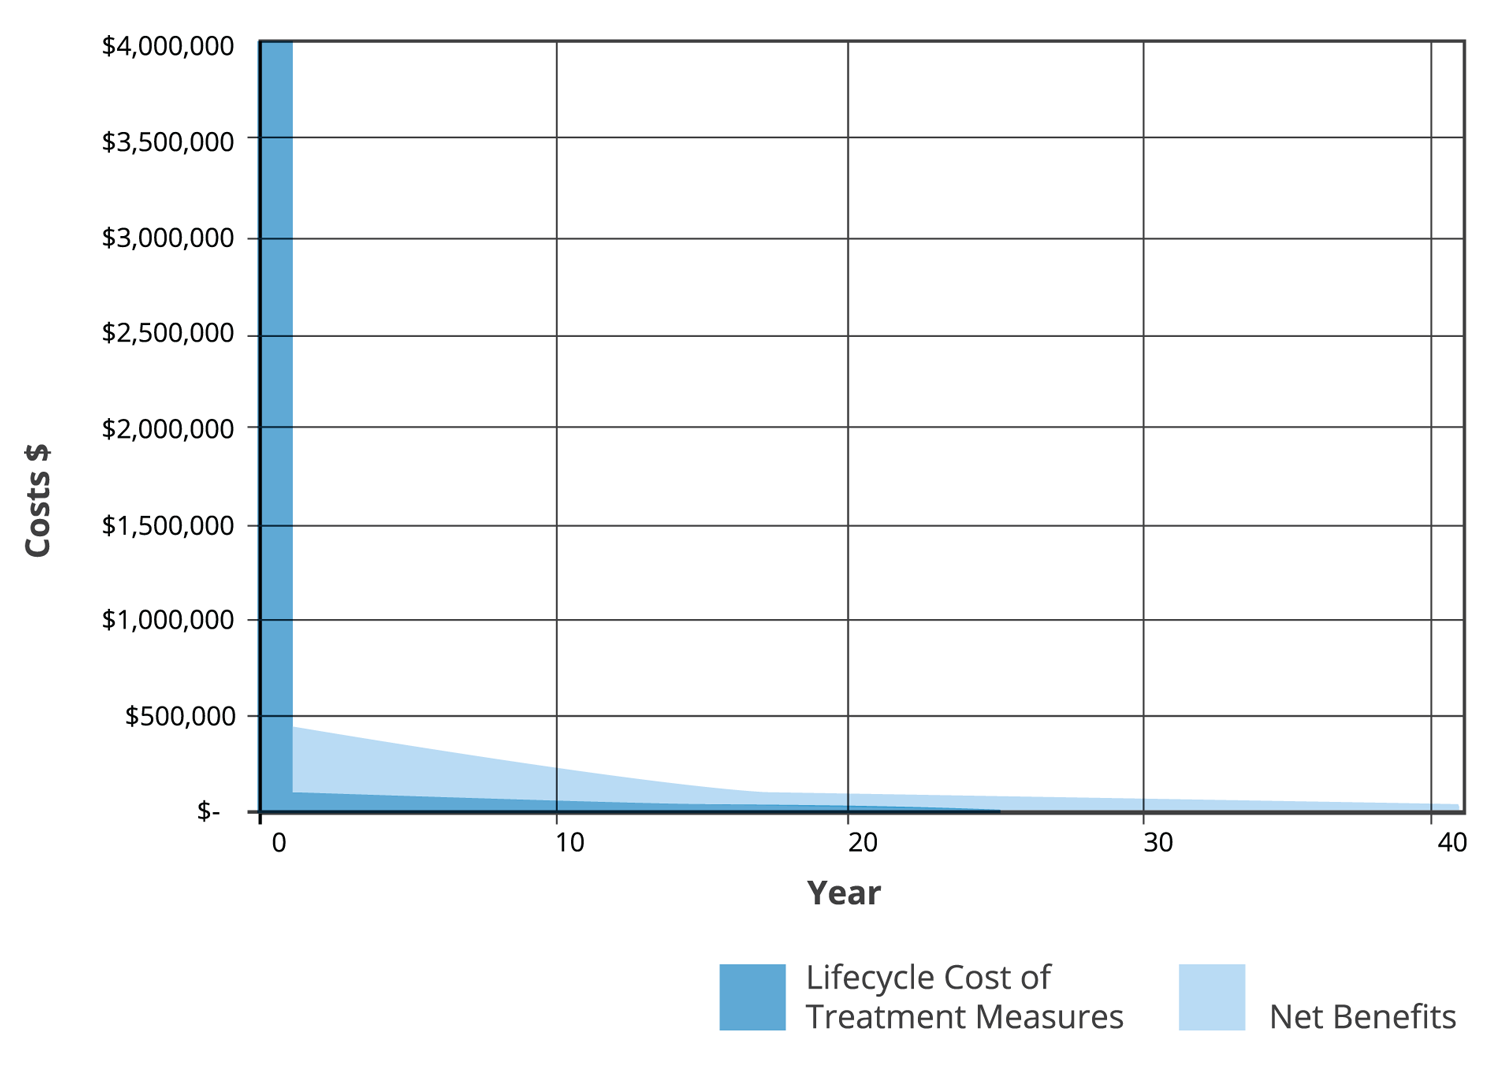 $4,000,000
$3,500,000
$3,000,000
$2,500,000
$2,000,000
$1,500,000
$1,000,000
$500,000
$-
Costs $
0 10 20 30 40
Year
Lifecycle Cost of
Treatment Measures
Net Benefits